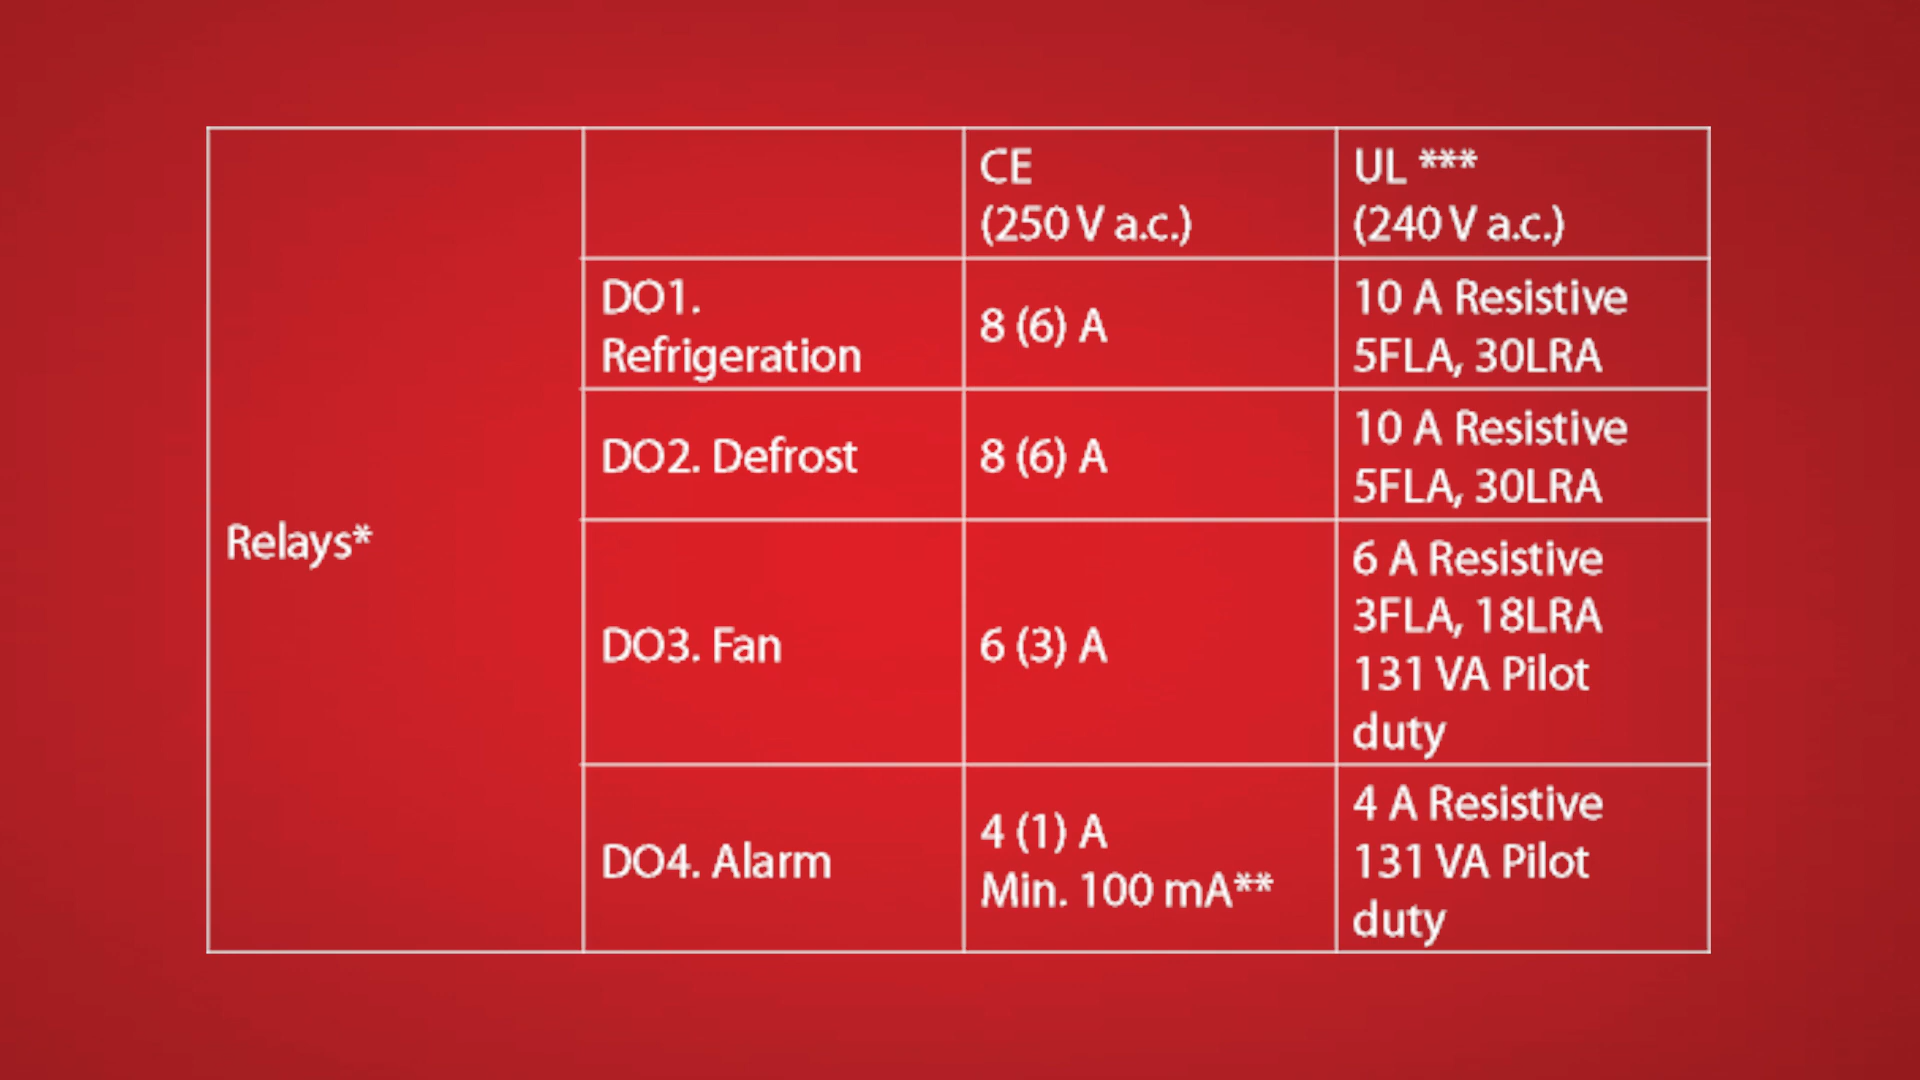 CE
(250 V a.c.)
UL ***
(240 V a.c.)
Relays*
DO1.
Refrigeration
8 (6) A
10 A Resistive
5FLA, 30LRA
DO2. Defrost
8 (6) A
10 A Resistive
5FLA, 30LRA
DO3. Fan
6 (3) A
6 A Resistive
3FLA, 18LRA
131 VA Pilot
duty
DO4. Alarm
4 (1) A
Min. 100 mA**
4 A Resistive
131 VA Pilot
duty